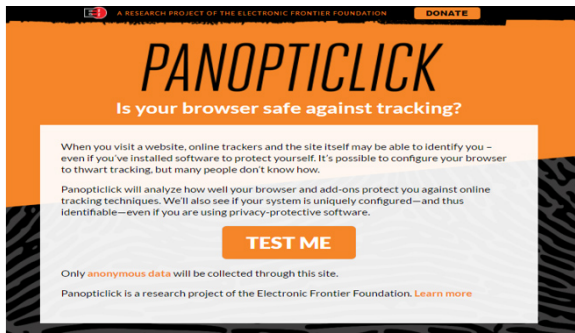 A RESEARCH PROJECT OF THE ELECTRONIC FRONTIER FOUNDATION
DONATE
PANOPTICLICK
Is your browser safe against tracking?
When you visit a website, online trackers and the site itself may be able to identify you –
even if you've installed software to protect yourself. It's possible to configure your browser
to thwart tracking, but many people don't know how.
Panopticlick will analyze how well your browser and add-ons protect you against online
tracking techniques. We'll also see if your system is uniquely configured—and thus
identifiable—even if you are using privacy-protective software.
TEST ME
Only anonymous data will be collected through this site.
Panopticlick is a research project of the Electronic Frontier Foundation. Learn more